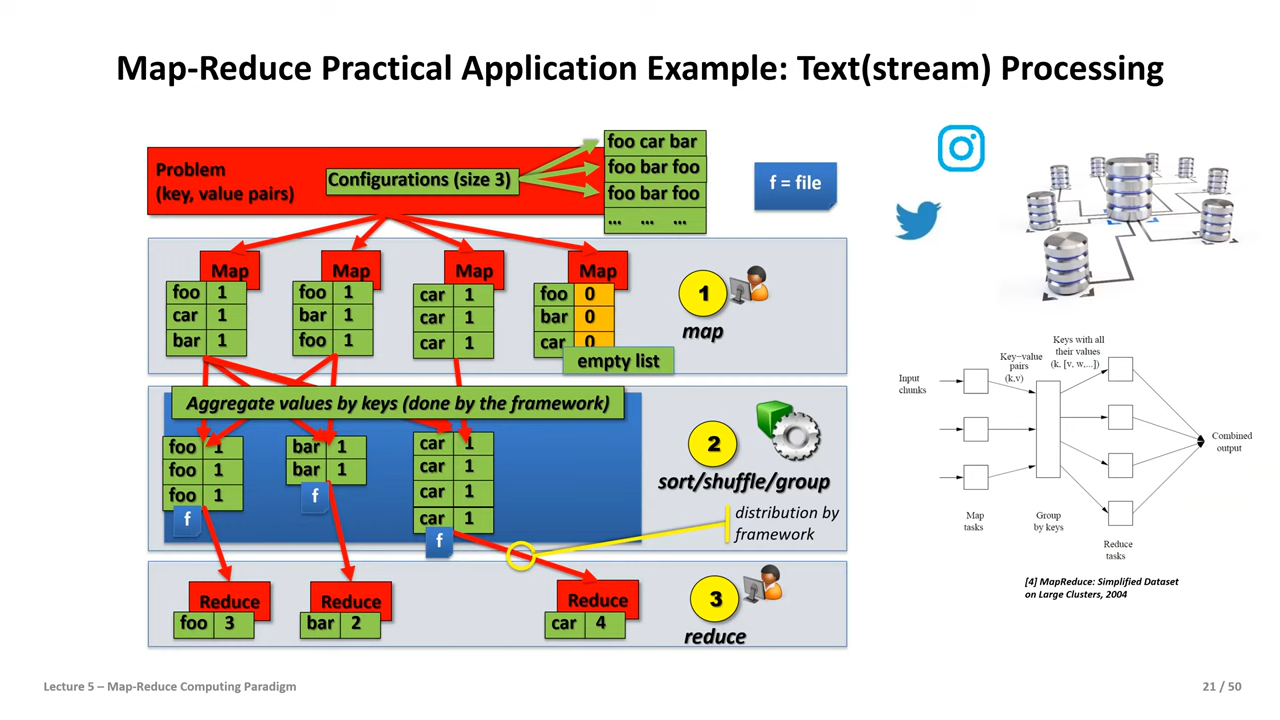 Map-Reduce Practical Application Example: Text(stream) Processing
Problem
(key, value pairs)
Configurations (size 3)
foo car bar
foo bar foo
foo bar foo
... ... ...
f = file
Map
foo 1
car 1
bar 1
Map
foo 1
bar 1
foo 1
Map
car 1
car 1
car 1
Map
foo 0
bar 0
car 0
empty list
1
map
Aggregate values by keys (done by the framework)
foo 1
foo 1
foo 1
f
bar 1
bar 1
f
car 1
car 1
car 1
car 1
f
2
sort/shuffle/group
distribution by
framework
Reduce
foo 3
Reduce
bar 2
Reduce
car 4
3
reduce
Input
chunks
Key-value
pairs
(k,v)
Keys with all
their values
(k, [v, w,...])
Combined
output
Map
tasks
Group
by keys
Reduce
tasks
[4] MapReduce: Simplified Dataset
on Large Clusters, 2004
Lecture 5 – Map-Reduce Computing Paradigm
21 / 50